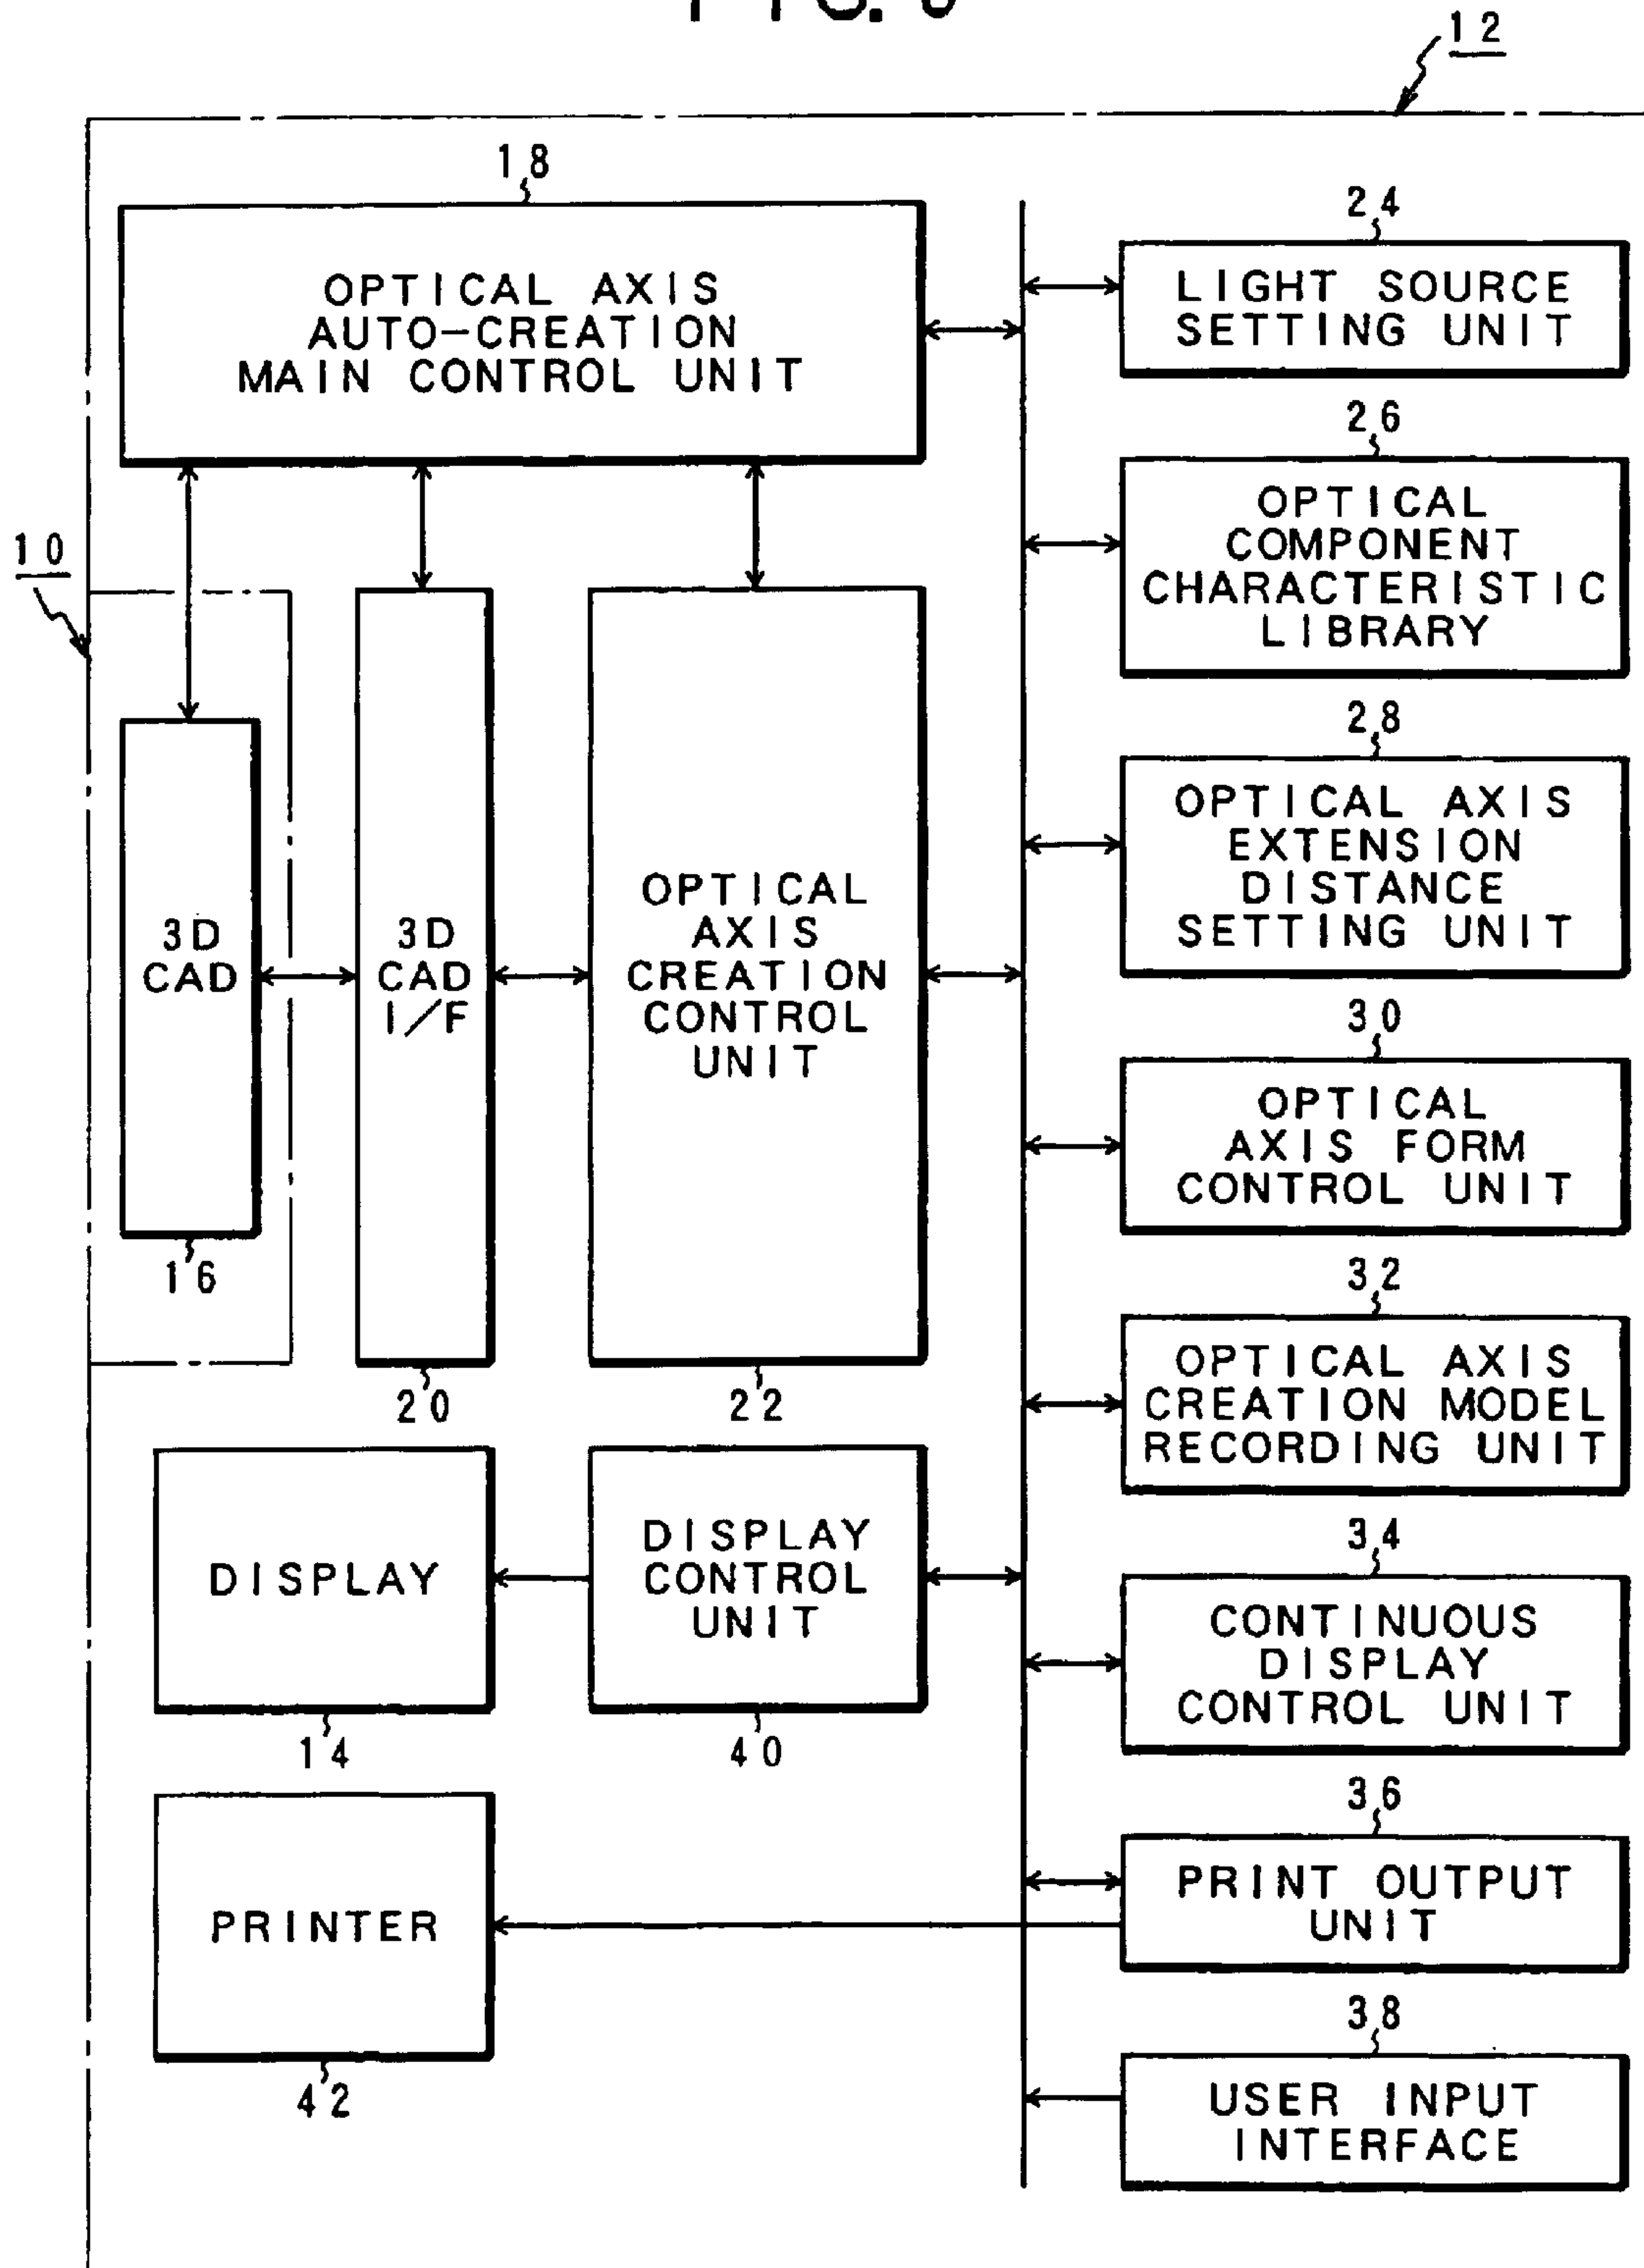 12
18
OPTICAL AXIS
AUTO-CREATION
MAIN CONTROL UNIT
24
LIGHT SOURCE
SETTING UNIT
26
OPTICAL
COMPONENT
CHARACTERISTIC
LIBRARY
10
3D
CAD
16
3D
CAD
I/F
20
OPTICAL
AXIS
CREATION
CONTROL
UNIT
22
28
OPTICAL AXIS
EXTENSION
DISTANCE
SETTING UNIT
30
OPTICAL
AXIS FORM
CONTROL UNIT
32
OPTICAL AXIS
CREATION MODEL
RECORDING UNIT
DISPLAY
14
DISPLAY
CONTROL
UNIT
40
34
CONTINUOUS
DISPLAY
CONTROL UNIT
PRINTER
42
36
PRINT OUTPUT
UNIT
38
USER INPUT
INTERFACE